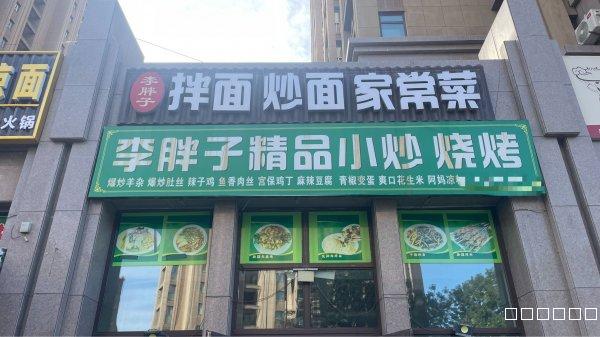 李胖子
拌面 炒面 家常菜
李胖子精品小炒 烧烤
爆炒羊杂 爆炒肚丝 辣子鸡 鱼香肉丝 宫保鸡丁 麻辣豆腐 青椒变蛋 爽口花生米 阿妈凉
面
火锅